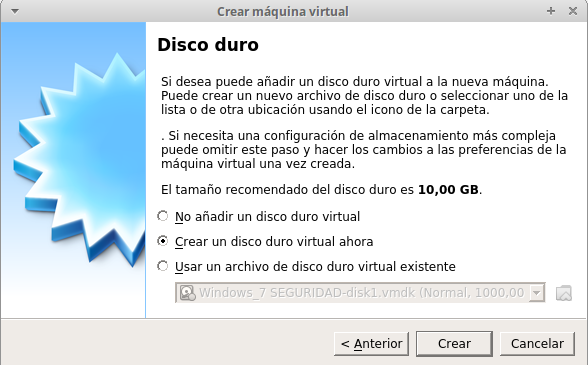 Crear máquina virtual
Disco duro
Si desea puede añadir un disco duro virtual a la nueva máquina.
Puede crear un nuevo archivo de disco duro o seleccionar uno de la
lista o de otra ubicación usando el icono de la carpeta.
. Si necesita una configuración de almacenamiento más compleja
puede omitir este paso y hacer los cambios a las preferencias de la
máquina virtual una vez creada.
El tamaño recomendado del disco duro es 10,00 GB.
No añadir un disco duro virtual
Crear un disco duro virtual ahora
Usar un archivo de disco duro virtual existente
Windows_7 SEGURIDAD-disk1.vmdk (Normal, 1000,00
< Anterior
Crear
Cancelar